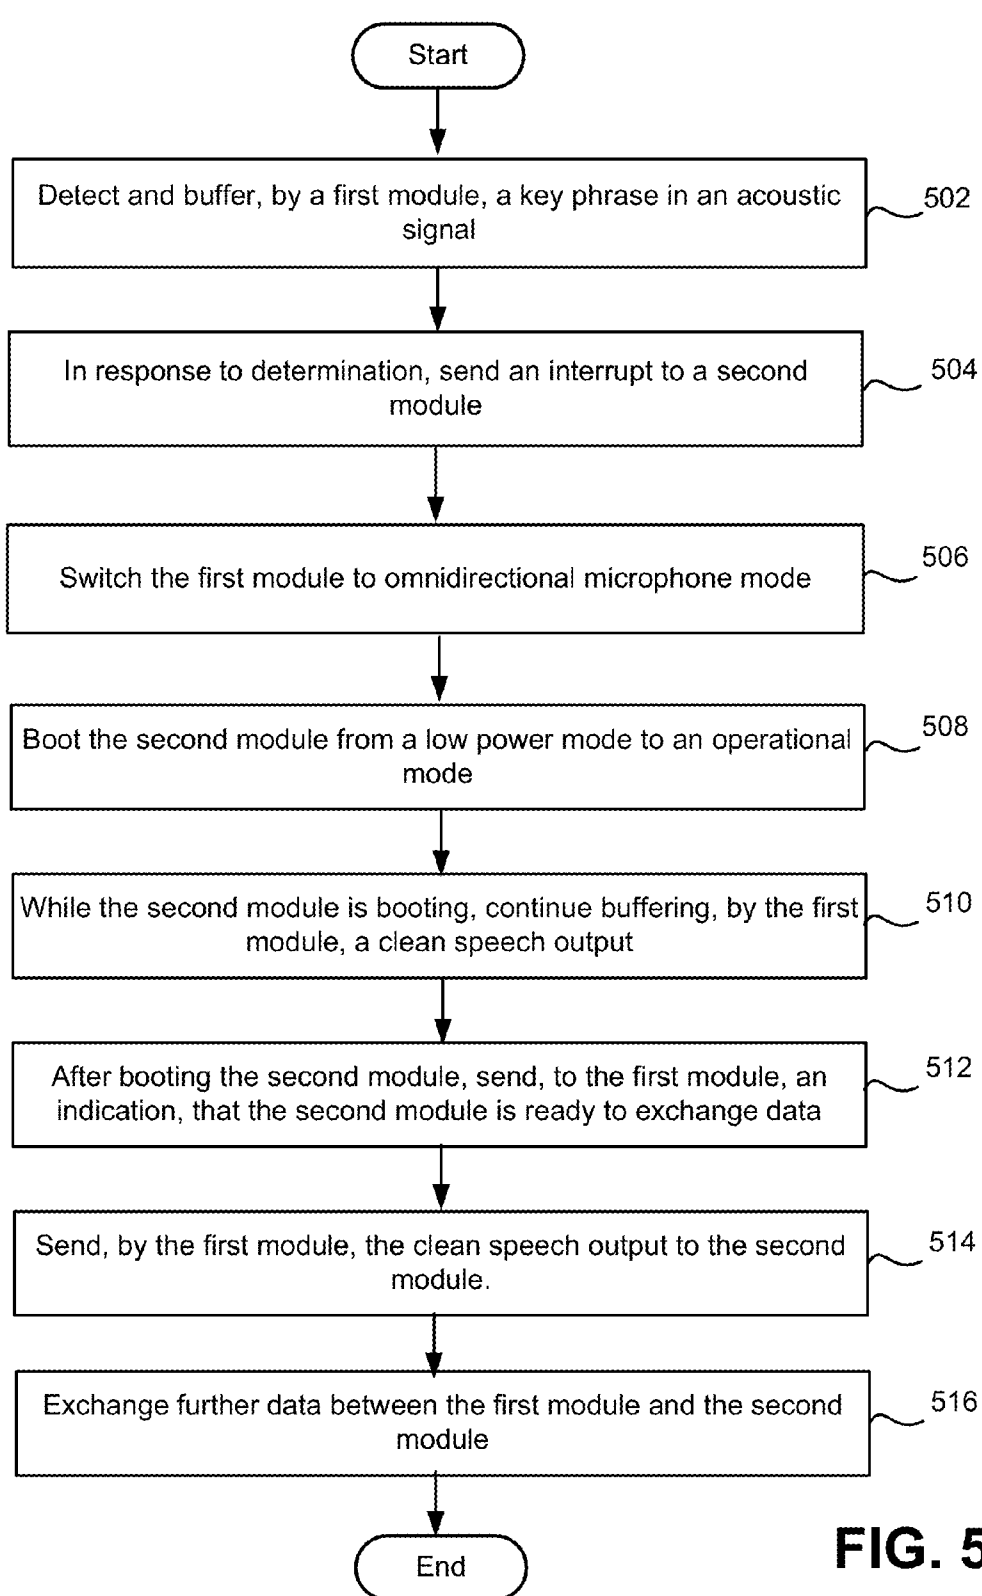 Start
Detect and buffer, by a first module, a key phrase in an acoustic
signal
502
In response to determination, send an interrupt to a second
module
504
Switch the first module to omnidirectional microphone mode
506
Boot the second module from a low power mode to an operational
mode
508
While the second module is booting, continue buffering, by the first
module, a clean speech output
510
After booting the second module, send, to the first module, an
indication, that the second module is ready to exchange data
512
Send, by the first module, the clean speech output to the second
module.
514
Exchange further data between the first module and the second
module
516
End
FIG. 5